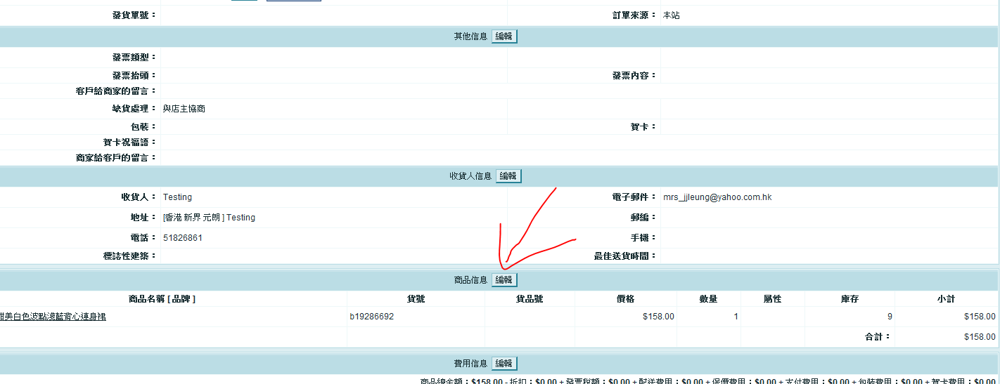 發貨單號： 訂單來源： 本站
其他信息 編輯
發票類型：
發票抬頭： 發票內容：
客戶給商家的留言：
缺貨處理： 與店主協商
包裝： 賀卡：
賀卡祝福語：
商家給客戶的留言：
收貨人信息 編輯
收貨人： Testing 電子郵件： mrs_jjleung@yahoo.com.hk
地址： [香港 新界 元朗 ] Testing 郵編：
電話： 51826861 手機：
標誌性建築： 最佳送貨時間：
商品信息 編輯
商品名稱 [ 品牌 ] 貨號 貨品號 價格 數量 屬性 庫存 小計
甜美白色波點淺藍背心連身裙 b19286692 $158.00 1 9 $158.00
合計： $158.00
費用信息 編輯
商品總金額：$158.00 - 折扣：$0.00 + 發票稅額：$0.00 + 配送費用：$0.00 + 保價費用：$0.00 + 支付費用：$0.00 + 包裝費用：$0.00 + 賀卡費用：$0.00